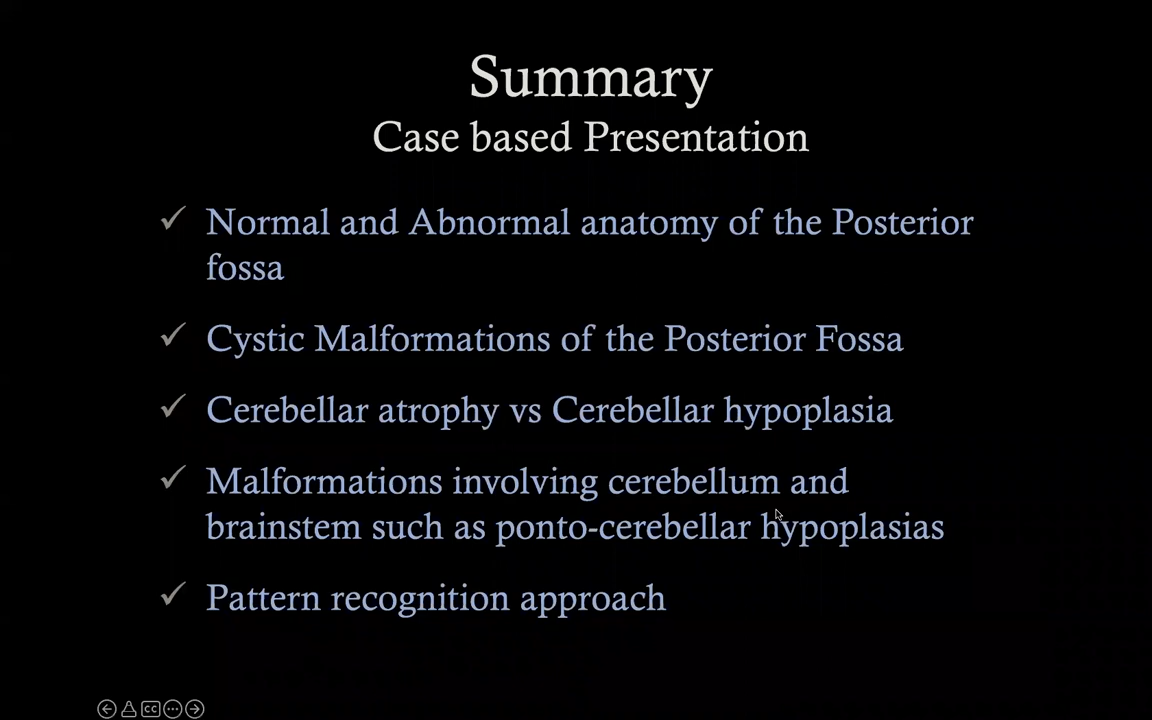 Summary
Case based Presentation
✓ Normal and Abnormal anatomy of the Posterior
fossa
✓ Cystic Malformations of the Posterior Fossa
✓ Cerebellar atrophy vs Cerebellar hypoplasia
✓ Malformations involving cerebellum and
brainstem such as ponto-cerebellar hypoplasias
✓ Pattern recognition approach
CC